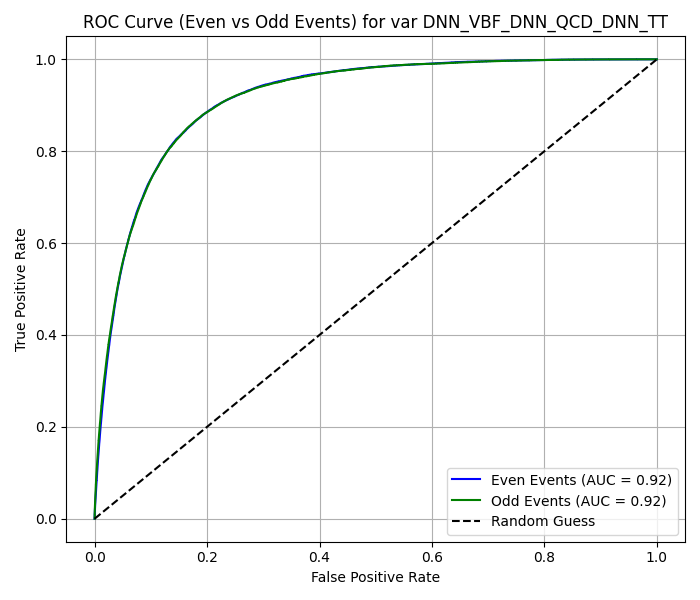 ROC Curve (Even vs Odd Events) for var DNN_VBF_DNN_QCD_DNN_TT
True Positive Rate
1.0
0.8
0.6
0.4
0.2
0.0
Even Events (AUC = 0.92)
Odd Events (AUC = 0.92)
Random Guess
0.0 0.2 0.4 0.6 0.8 1.0
False Positive Rate